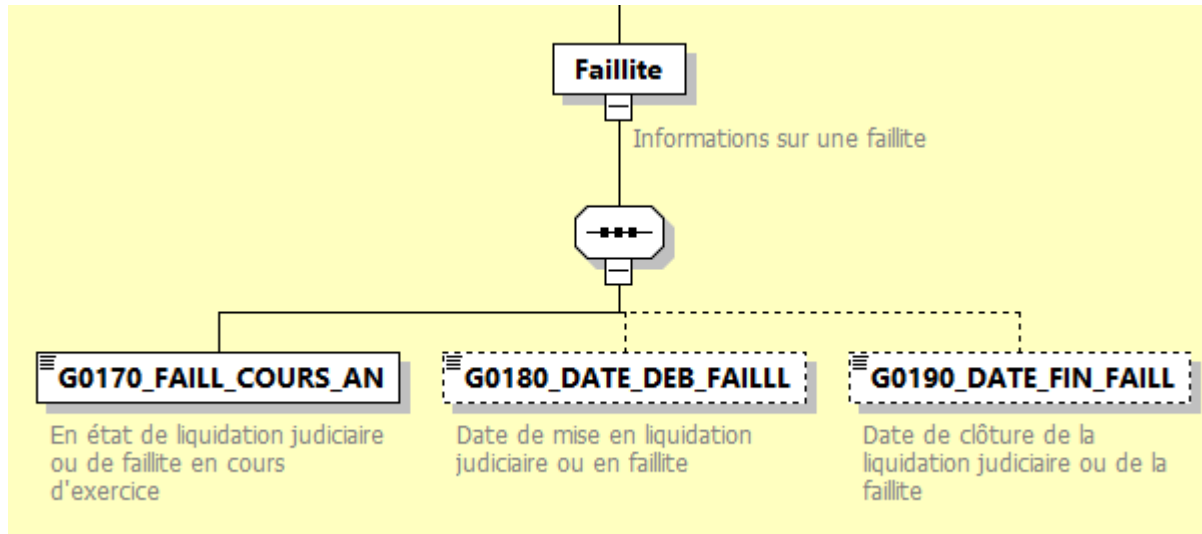 Faillite
Informations sur une faillite
G0170_FAILL_COURS_AN
En état de liquidation judiciaire
ou de faillite en cours
d'exercice
G0180_DATE_DEB_FAILLL
Date de mise en liquidation
judiciaire ou en faillite
G0190_DATE_FIN_FAILL
Date de clôture de la
liquidation judiciaire ou de la
faillite